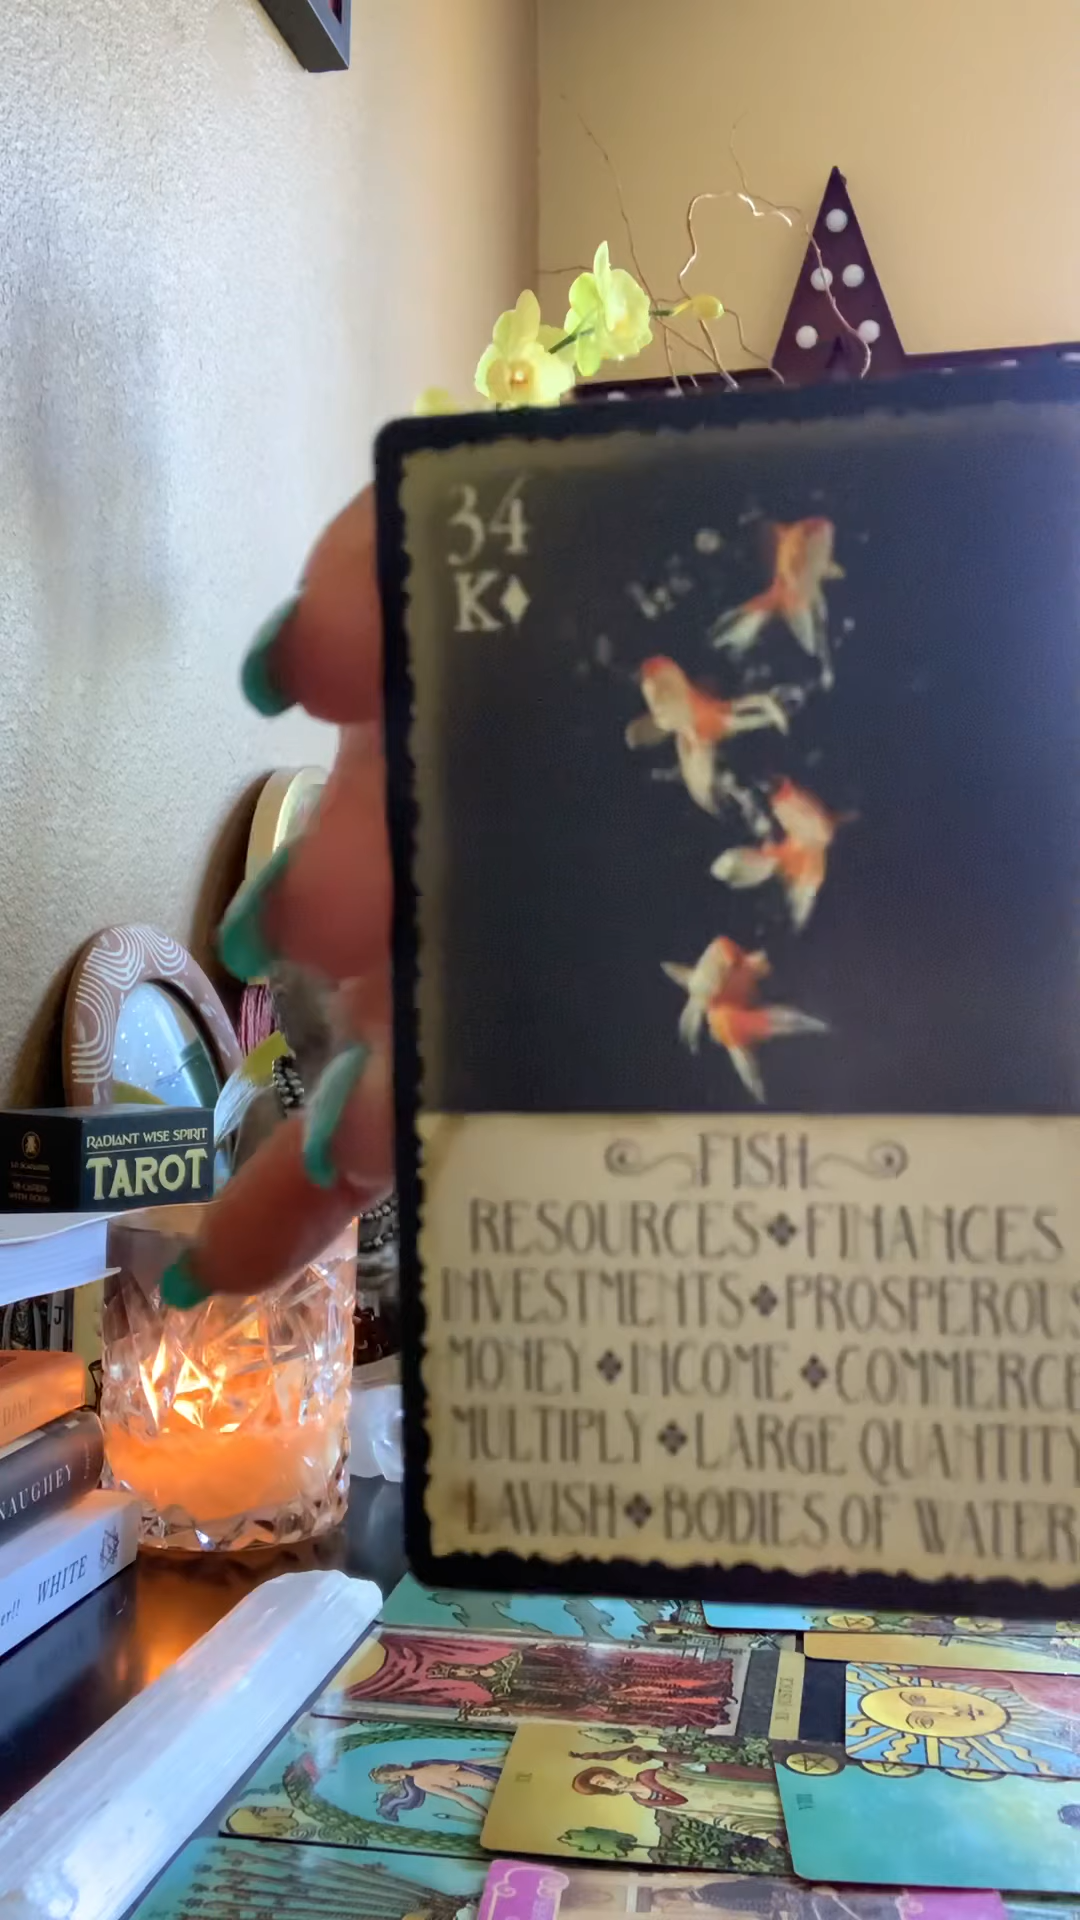 34
K♦
FISH
RESOURCES❖FINANCES
INVESTMENTS❖PROSPEROUS
MONEY❖INCOME❖COMMERCE
MULTIPLY❖LARGE QUANTITY
LAVISH❖BODIES OF WATER
RADIANT WISE SPIRIT
TAROT
NAUGHEY
WHITE